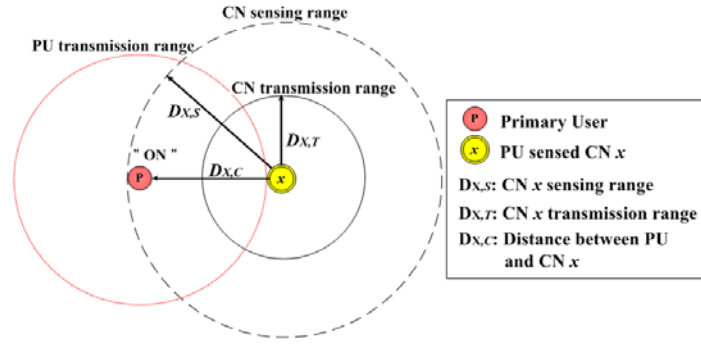 CN sensing range
PU transmission range
CN transmission range
DX,S
DX,T
" ON "
DX,C
P
x
P Primary User
x PU sensed CN x
DX,S: CN x sensing range
DX,T: CN x transmission range
DX,C: Distance between PU
and CN x